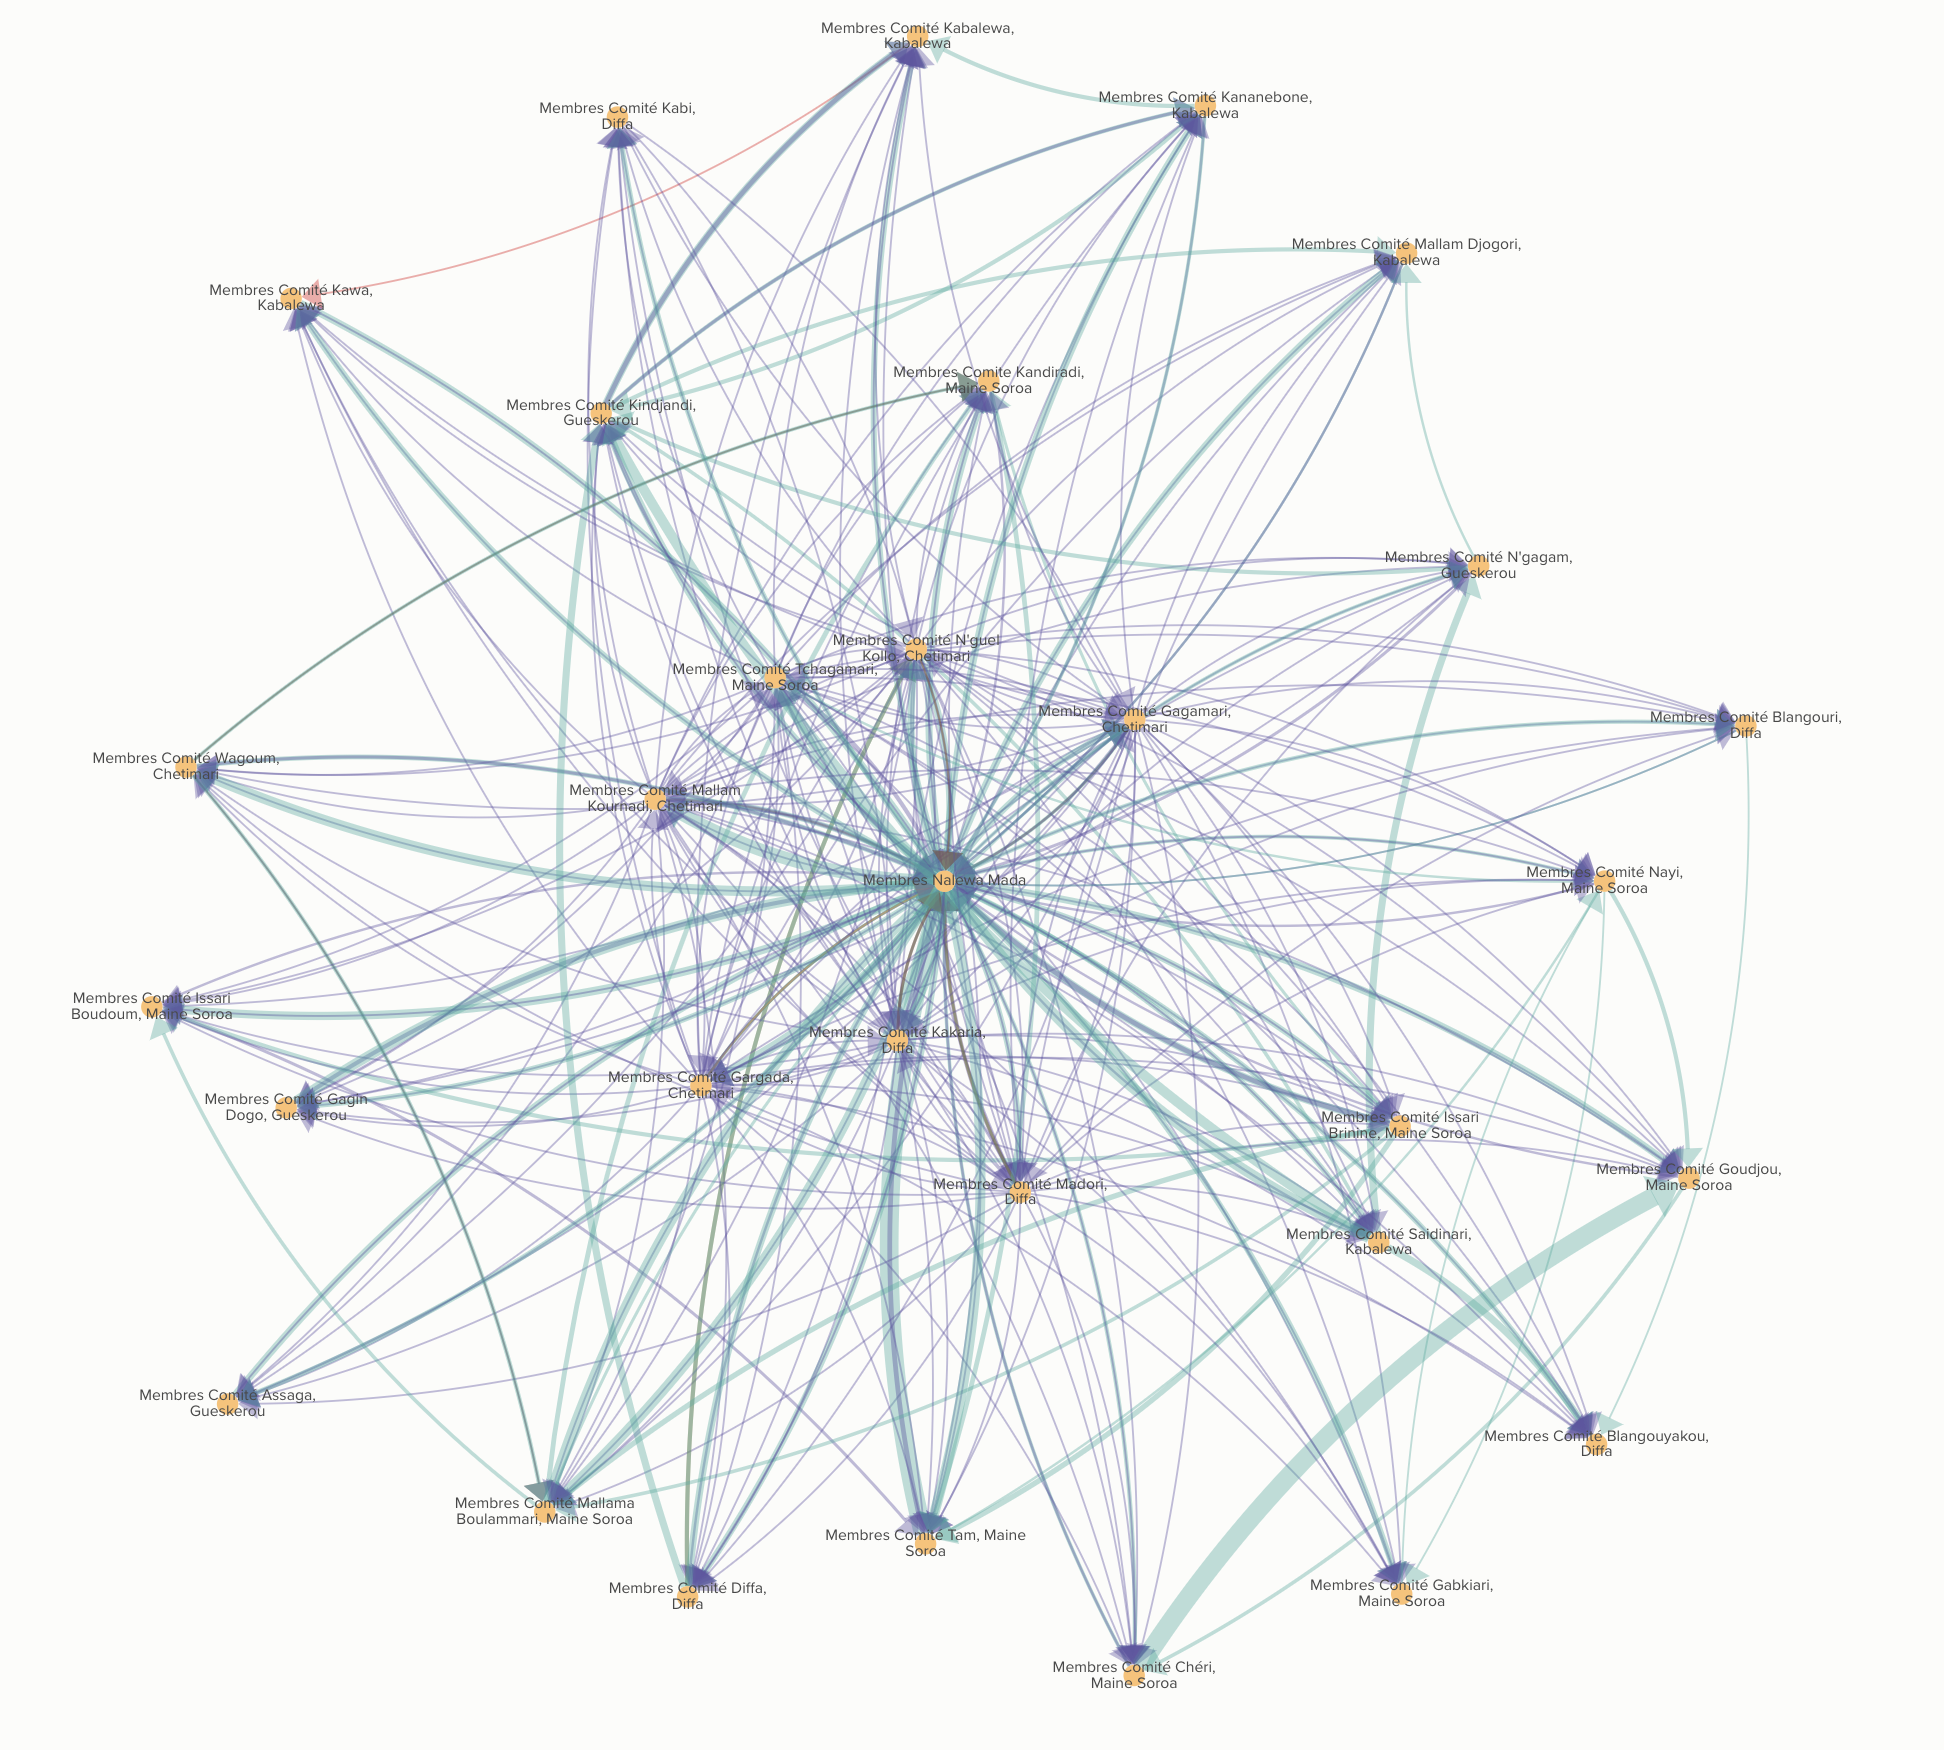 Membres Comité Kabalewa,
Kabalewa
Membres Comité Kananebone,
Kabalewa
Membres Comité Kabi,
Diffa
Membres Comité Mallam Djogori,
Kabalewa
Membres Comité Kawa,
Kabalewa
Membres Comite Kandiradi,
Maine Soroa
Membres Comité Kindjandi,
Gueskerou
Membres Comité N'gagam,
Gueskerou
Membres Comité N'guel
Kollo, Chetimari
Membres Comité Tchagamari,
Maine Soroa
Membres Comité Gagamari,
Chetimari
Membres Comité Blangouri,
Diffa
Membres Comité Wagoum,
Chetimari
Membres Comité Mallam
Kournadi, Chetimari
Membres Nalewa Mada
Membres Comité Nayi,
Maine Soroa
Membres Comité Issari
Boudoum, Maine Soroa
Membres Comité Kakaria,
Diffa
Membres Comité Gargada,
Chetimari
Membres Comité Gagin
Dogo, Gueskerou
Membres Comité Issari
Brinine, Maine Soroa
Membres Comité Goudjou,
Maine Soroa
Membres Comité Madori,
Diffa
Membres Comité Saidinari,
Kabalewa
Membres Comité Assaga,
Gueskerou
Membres Comité Blangouyakou,
Diffa
Membres Comité Mallama
Boulammari, Maine Soroa
Membres Comité Tam, Maine
Soroa
Membres Comité Diffa,
Diffa
Membres Comité Gabkiari,
Maine Soroa
Membres Comité Chéri,
Maine Soroa